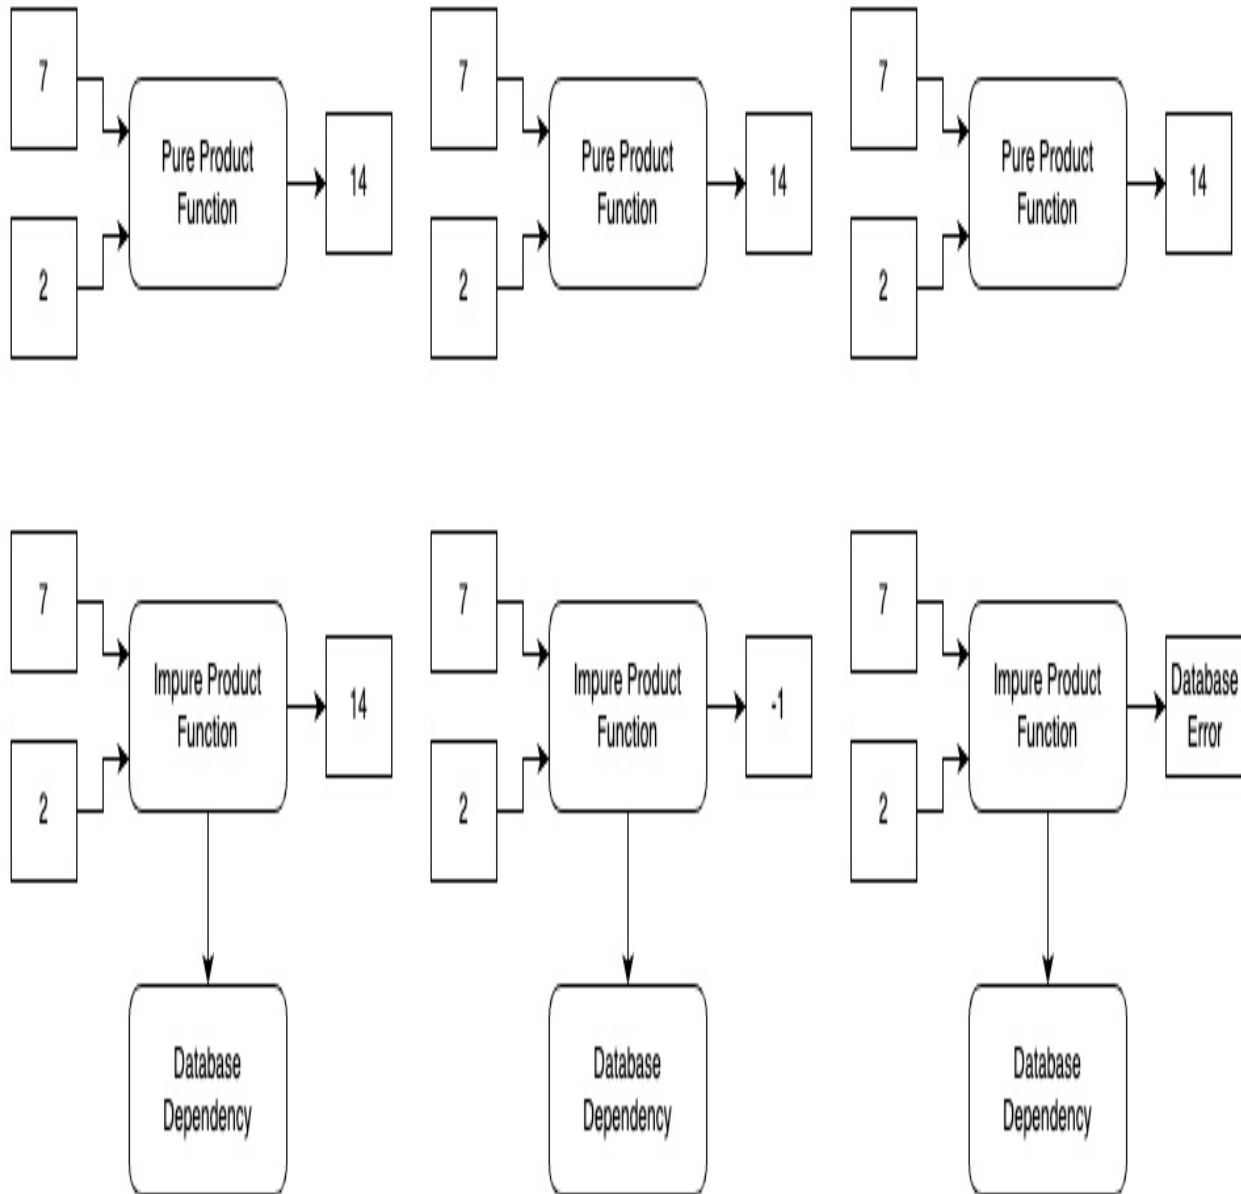 7
2
Pure Product
Function
14
7
2
Pure Product
Function
14
7
2
Pure Product
Function
14
7
2
Impure Product
Function
14
Database
Dependency
7
2
Impure Product
Function
-1
Database
Dependency
7
2
Impure Product
Function
Database
Error
Database
Dependency